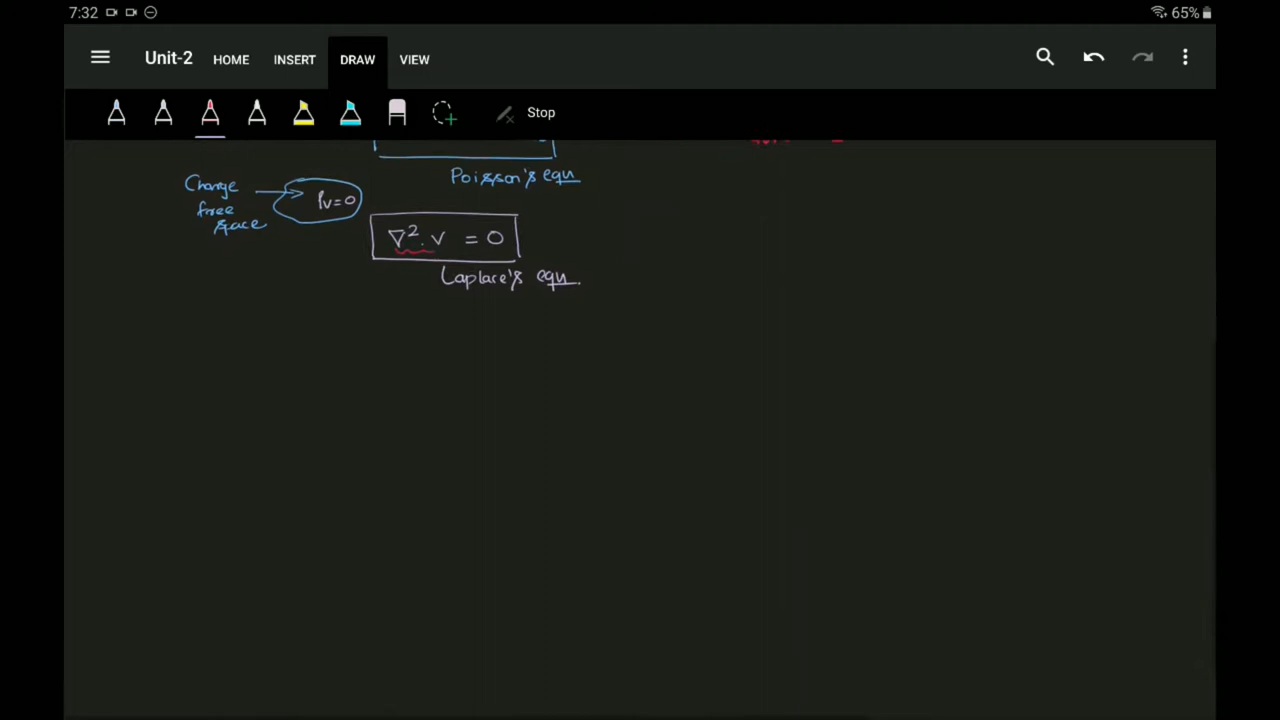 7:32
65%
Unit-2 HOME INSERT DRAW VIEW
Stop
Poisson's equ
Charge
free
space
ρv=0
∇².V = 0
Laplace's equ.